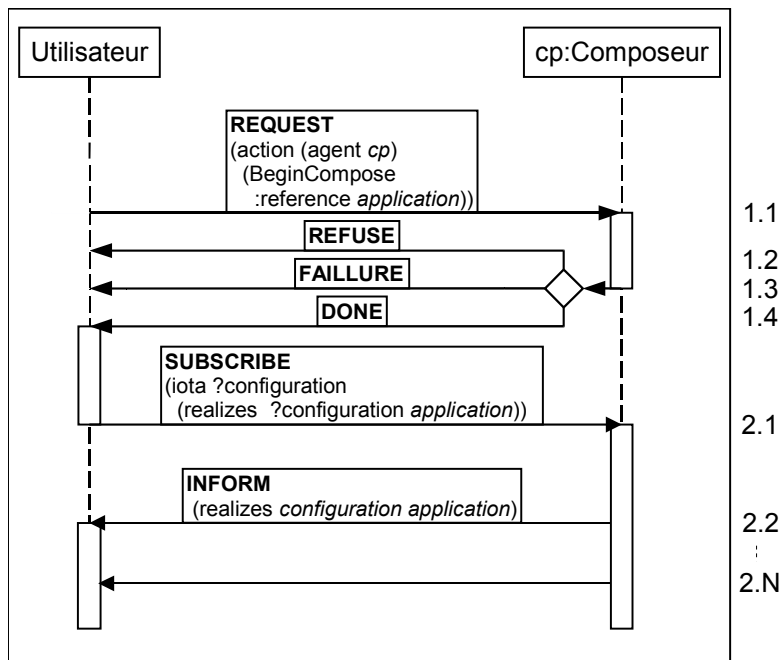 Utilisateur
cp:Composeur
REQUEST
(action (agent cp)
(BeginCompose
:reference application))
1.1
REFUSE
1.2
FAILLURE
1.3
DONE
1.4
SUBSCRIBE
(iota ?configuration
(realizes ?configuration application))
2.1
INFORM
(realizes configuration application)
2.2
2.N